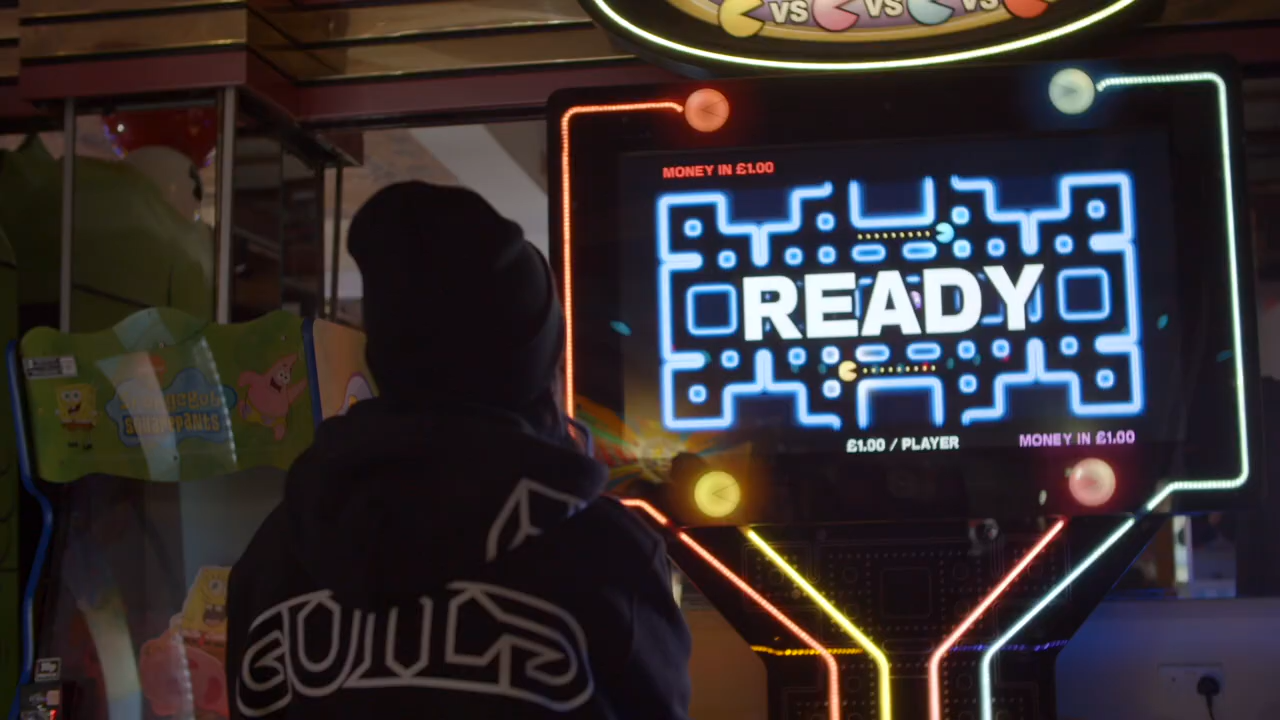 VS VS VS
MONEY IN £1.00
READY
£1.00 / PLAYER
MONEY IN £1.00
SpongeBob
SquarePants